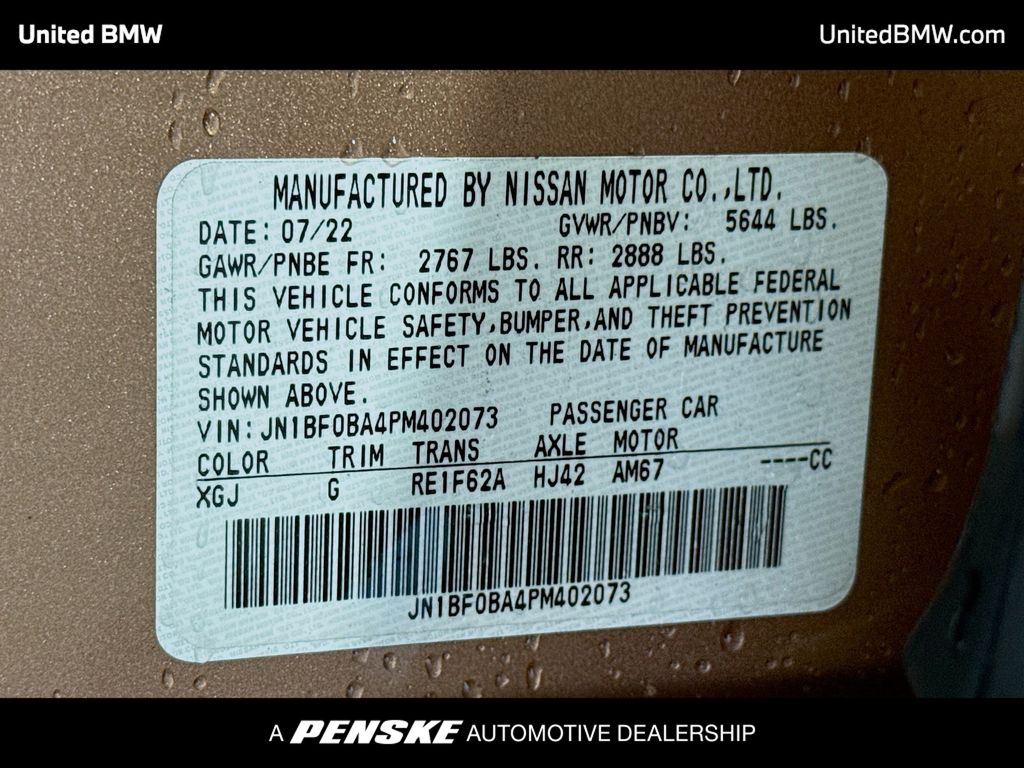 United BMW
UnitedBMW.com
MANUFACTURED BY NISSAN MOTOR CO.,LTD.
DATE: 07/22 GVWR/PNBV: 5644 LBS.
GAWR/PNBE FR: 2767 LBS. RR: 2888 LBS.
THIS VEHICLE CONFORMS TO ALL APPLICABLE FEDERAL
MOTOR VEHICLE SAFETY,BUMPER,AND THEFT PREVENTION
STANDARDS IN EFFECT ON THE DATE OF MANUFACTURE
SHOWN ABOVE.
VIN: JN1BF0BA4PM402073 PASSENGER CAR
COLOR TRIM TRANS AXLE MOTOR
XGJ G RE1F62A HJ42 AM67 ----CC
JN1BF0BA4PM402073
A PENSKE AUTOMOTIVE DEALERSHIP